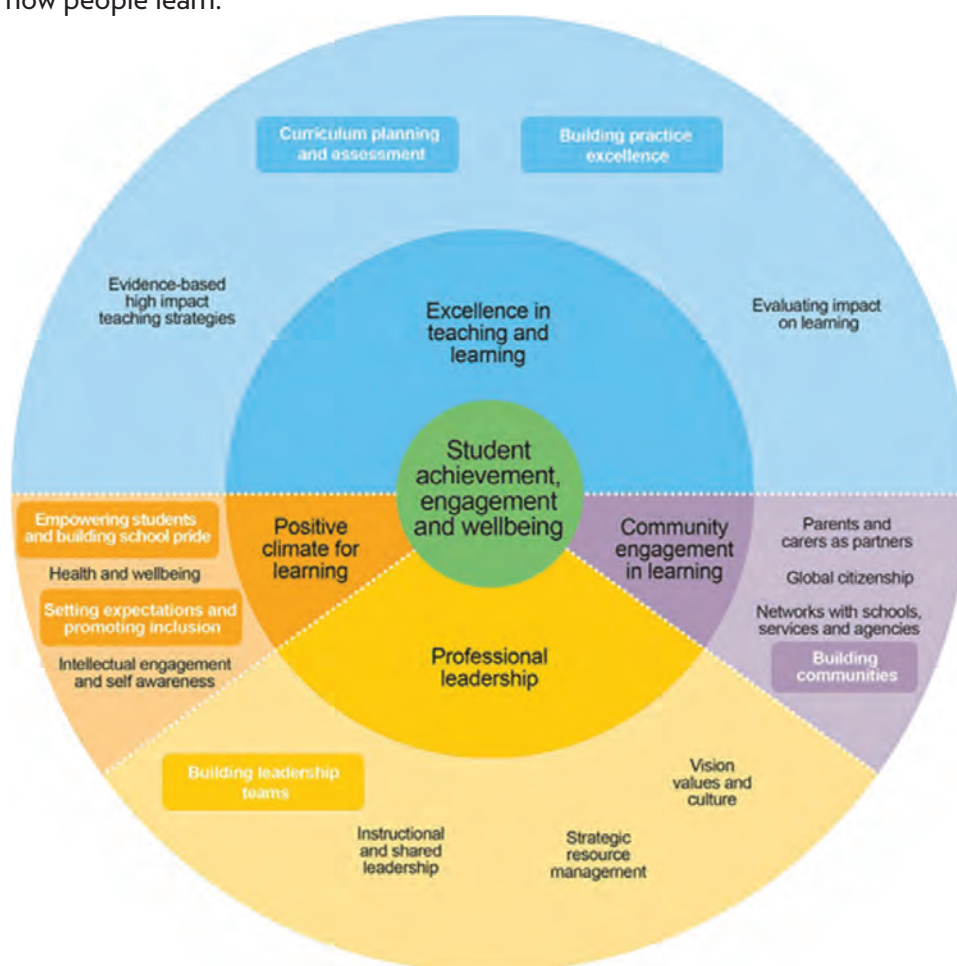 how people learn.
Curriculum planning
and assessment
Building practice
excellence
Evidence-based
high impact
teaching strategies
Excellence in
teaching and
learning
Evaluating impact
on learning
Student
achievement,
engagement
and wellbeing
Empowering students
and building school pride
Health and wellbeing
Setting expectations and
promoting inclusion
Intellectual engagement
and self awareness
Positive
climate for
learning
Community
engagement
in learning
Parents and
carers as partners
Global citizenship
Networks with schools,
services and agencies
Building
communities
Professional
leadership
Building leadership
teams
Instructional
and shared
leadership
Strategic
resource
management
Vision
values and
culture